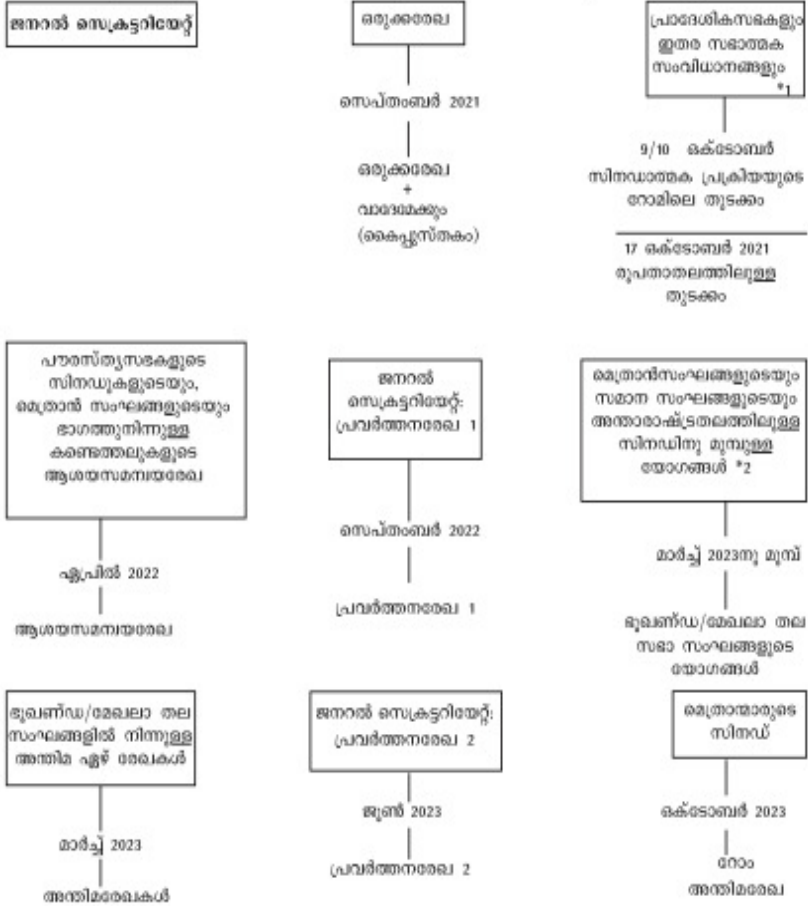 ജനറൽ സെക്രട്ടറിയേറ്റ്
ഒരുക്കരേഖ
സെപ്തംബർ 2021
ഒരുക്കരേഖ
+
വാദേമേക്കും
(കൈപ്പുസ്തകം)
പ്രാദേശികസഭകളും
ഇതര സഭാത്മക
സംവിധാനങ്ങളും
*1
9/10 ഒക്ടോബർ
സിനഡാത്മക പ്രക്രിയയുടെ
റോമിലെ തുടക്കം
17 ഒക്ടോബർ 2021
രൂപതാതലത്തിലുള്ള
തുടക്കം
പൗരസ്ത്യസഭകളുടെ
സിനഡുകളുടെയും,
മെത്രാൻ സംഘങ്ങളുടെയും
ഭാഗത്തുനിന്നുള്ള
കണ്ടെത്തലുകളുടെ
ആശയസമന്വയരേഖ
ഏപ്രിൽ 2022
ആശയസമന്വയരേഖ
ജനറൽ
സെക്രട്ടറിയേറ്റ്:
പ്രവർത്തനരേഖ 1
സെപ്തംബർ 2022
പ്രവർത്തനരേഖ 1
മെത്രാൻസംഘങ്ങളുടെയും
സമാന സംഘങ്ങളുടെയും
അന്താരാഷ്ട്രതലത്തിലുള്ള
സിനഡിനു മുമ്പുള്ള
യോഗങ്ങൾ *2
മാർച്ച് 2023നു മുമ്പ്
ഭൂഖണ്ഡ/മേഖലാ തല
സഭാ സംഘങ്ങളുടെ
യോഗങ്ങൾ
ഭൂഖണ്ഡ/മേഖലാ തല
സംഘങ്ങളിൽ നിന്നുള്ള
അന്തിമ ഏഴ് രേഖകൾ
മാർച്ച് 2023
അന്തിമരേഖകൾ
ജനറൽ സെക്രട്ടറിയേറ്റ്:
പ്രവർത്തനരേഖ 2
ജൂൺ 2023
പ്രവർത്തനരേഖ 2
മെത്രാന്മാരുടെ
സിനഡ്
ഒക്ടോബർ 2023
റോം
അന്തിമരേഖ